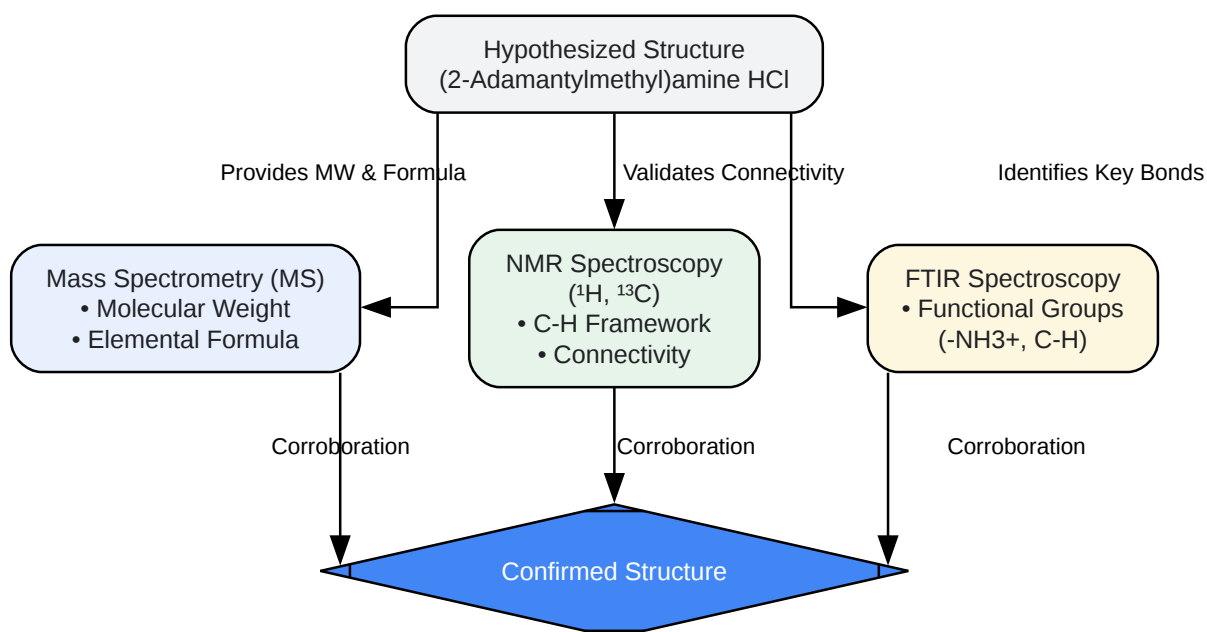 Hypothesized Structure
(2-Adamantylmethyl)amine HCl
Provides MW & Formula
Validates Connectivity
Identifies Key Bonds
Mass Spectrometry (MS)
• Molecular Weight
• Elemental Formula
NMR Spectroscopy
(¹H, ¹³C)
• C-H Framework
• Connectivity
FTIR Spectroscopy
• Functional Groups
(-NH3+, C-H)
Corroboration
Corroboration
Corroboration
Confirmed Structure